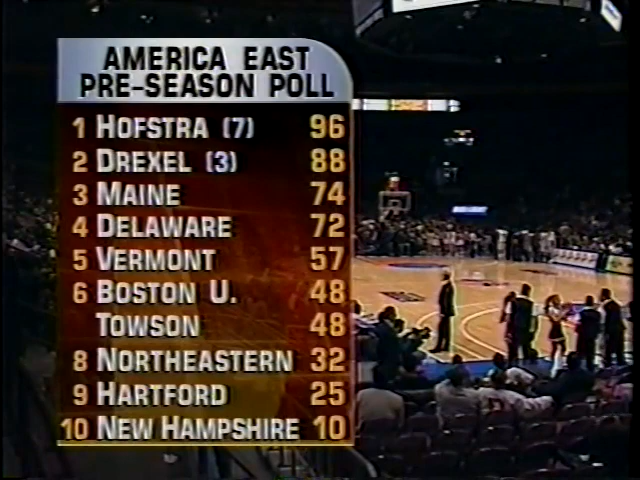 AMERICA EAST
PRE-SEASON POLL
1 HOFSTRA (7) 96
2 DREXEL (3) 88
3 MAINE 74
4 DELAWARE 72
5 VERMONT 57
6 BOSTON U. 48
TOWSON 48
8 NORTHEASTERN 32
9 HARTFORD 25
10 NEW HAMPSHIRE 10